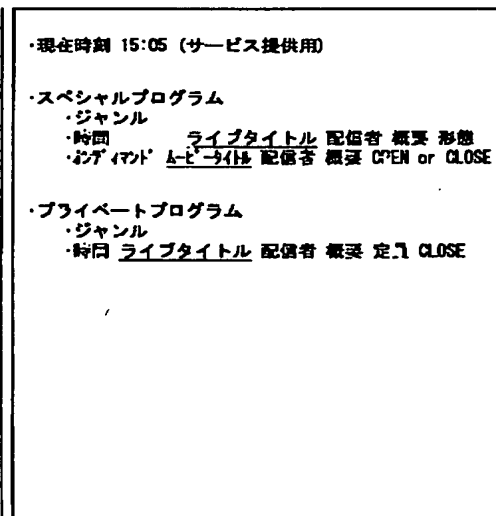 ・現在時刻 15:05 (サービス提供用)
・スペシャルプログラム
・ジャンル
・時間 ライブタイトル 配信者 概要 形態
・オンディマンド ムービータイトル 配信者 概要 OPEN or CLOSE
・プライベートプログラム
・ジャンル
・時間 ライブタイトル 配信者 概要 定員 CLOSE